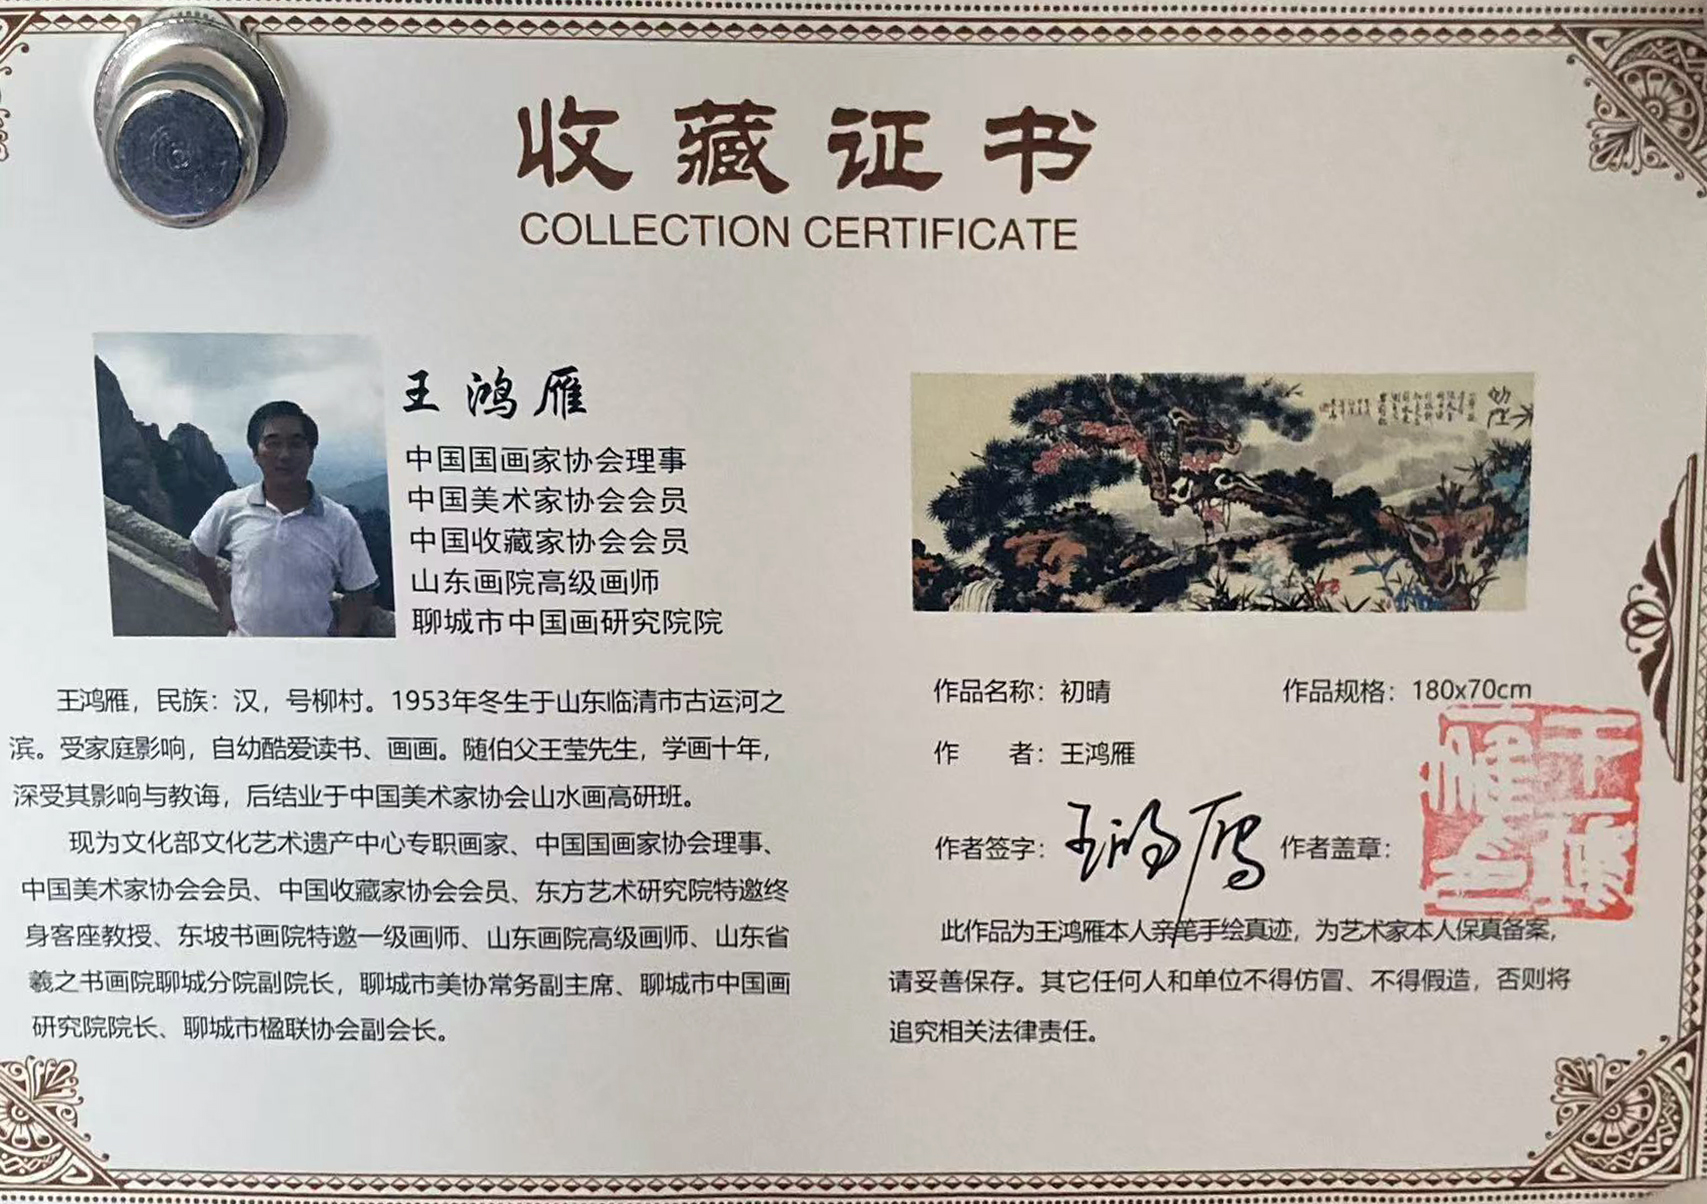 收藏证书
COLLECTION CERTIFICATE
王鸿雁
中国国画家协会理事
中国美术家协会会员
中国收藏家协会会员
山东画院高级画师
聊城市中国画研究院院
王鸿雁，民族：汉，号柳村。1953年冬生于山东临清市古运河之
滨。受家庭影响，自幼酷爱读书、画画。随伯父王莹先生，学画十年，
深受其影响与教诲，后结业于中国美术家协会山水画高研班。
现为文化部文化艺术遗产中心专职画家、中国国画家协会理事、
中国美术家协会会员、中国收藏家协会会员、东方艺术研究院特邀终
身客座教授、东坡书画院特邀一级画师、山东画院高级画师、山东省
羲之书画院聊城分院副院长，聊城市美协常务副主席、聊城市中国画
研究院院长、聊城市楹联协会副会长。
作品名称：初晴
作品规格：180x70cm
作 者：王鸿雁
作者签字：王鸿雁
作者盖章：
此作品为王鸿雁本人亲笔手绘真迹，为艺术家本人保真备案，
请妥善保存。其它任何人和单位不得仿冒、不得假造，否则将
追究相关法律责任。